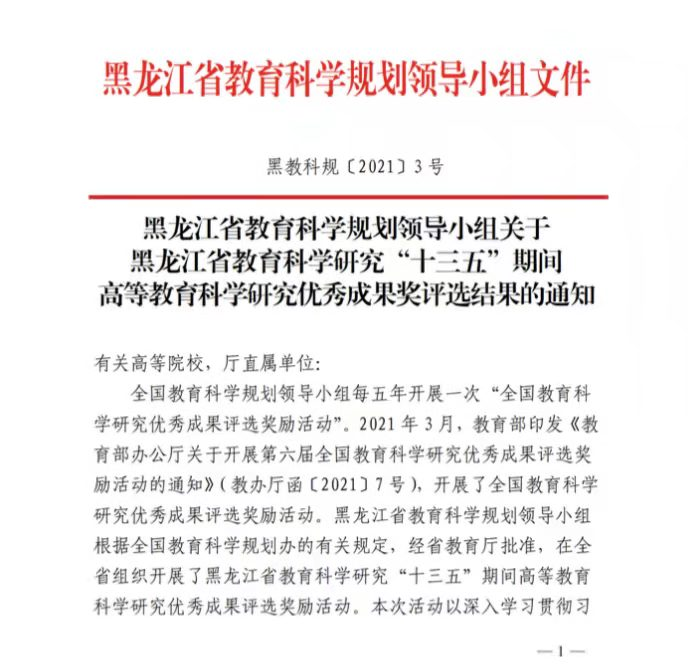 黑龙江省教育科学规划领导小组文件
黑教科规〔2021〕3 号
黑龙江省教育科学规划领导小组关于
黑龙江省教育科学研究“十三五”期间
高等教育科学研究优秀成果奖评选结果的通知
有关高等院校，厅直属单位：
全国教育科学规划领导小组每五年开展一次“全国教育科
学研究优秀成果评选奖励活动”。2021 年 3 月，教育部印发《教
育部办公厅关于开展第六届全国教育科学研究优秀成果评选奖
励活动的通知》（教办厅函〔2021〕7 号），开展了全国教育科学
研究优秀成果评选奖励活动。黑龙江省教育科学规划领导小组
根据全国教育科学规划办的有关规定，经省教育厅批准，在全
省组织开展了黑龙江省教育科学研究“十三五”期间高等教育
科学研究优秀成果评选奖励活动。本次活动以深入学习贯彻习
— 1 —